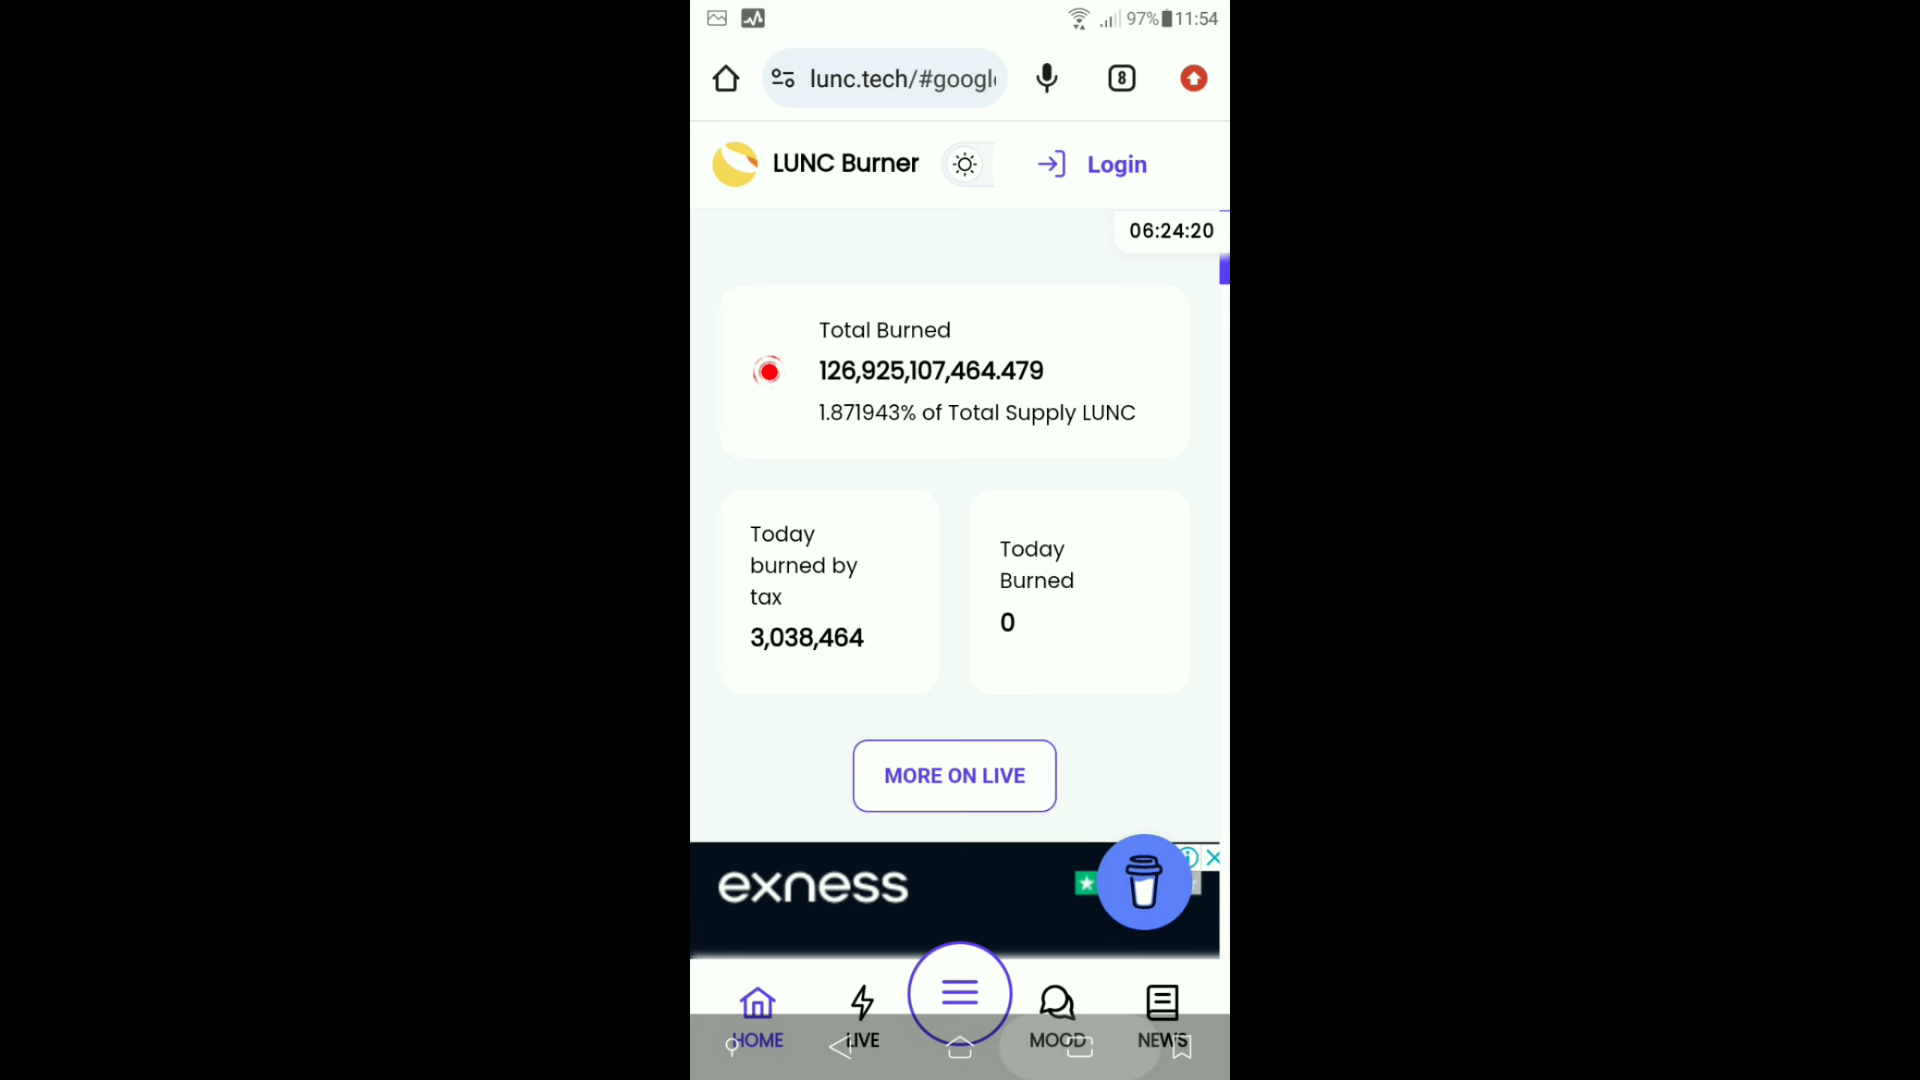 97% 11:54
lunc.tech/#google
8
LUNC Burner
Login
06:24:20
Total Burned
126,925,107,464.479
1.871943% of Total Supply LUNC
Today
burned by
tax
3,038,464
Today
Burned
0
MORE ON LIVE
exness
HOME
LIVE
MOOD
NEWS